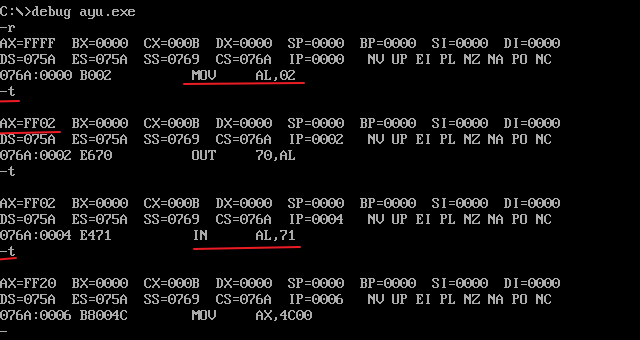 C:\>debug ayu.exe
-r
AX=FFFF  BX=0000  CX=000B  DX=0000  SP=0000  BP=0000  SI=0000  DI=0000
DS=075A  ES=075A  SS=0769  CS=076A  IP=0000   NV UP EI PL NZ NA PO NC
076A:0000 B002          MOV     AL,02
-t
AX=FF02  BX=0000  CX=000B  DX=0000  SP=0000  BP=0000  SI=0000  DI=0000
DS=075A  ES=075A  SS=0769  CS=076A  IP=0002   NV UP EI PL NZ NA PO NC
076A:0002 E670          OUT     70,AL
-t
AX=FF02  BX=0000  CX=000B  DX=0000  SP=0000  BP=0000  SI=0000  DI=0000
DS=075A  ES=075A  SS=0769  CS=076A  IP=0004   NV UP EI PL NZ NA PO NC
076A:0004 E471          IN      AL,71
-t
AX=FF20  BX=0000  CX=000B  DX=0000  SP=0000  BP=0000  SI=0000  DI=0000
DS=075A  ES=075A  SS=0769  CS=076A  IP=0006   NV UP EI PL NZ NA PO NC
076A:0006 B8004C        MOV     AX,4C00
-